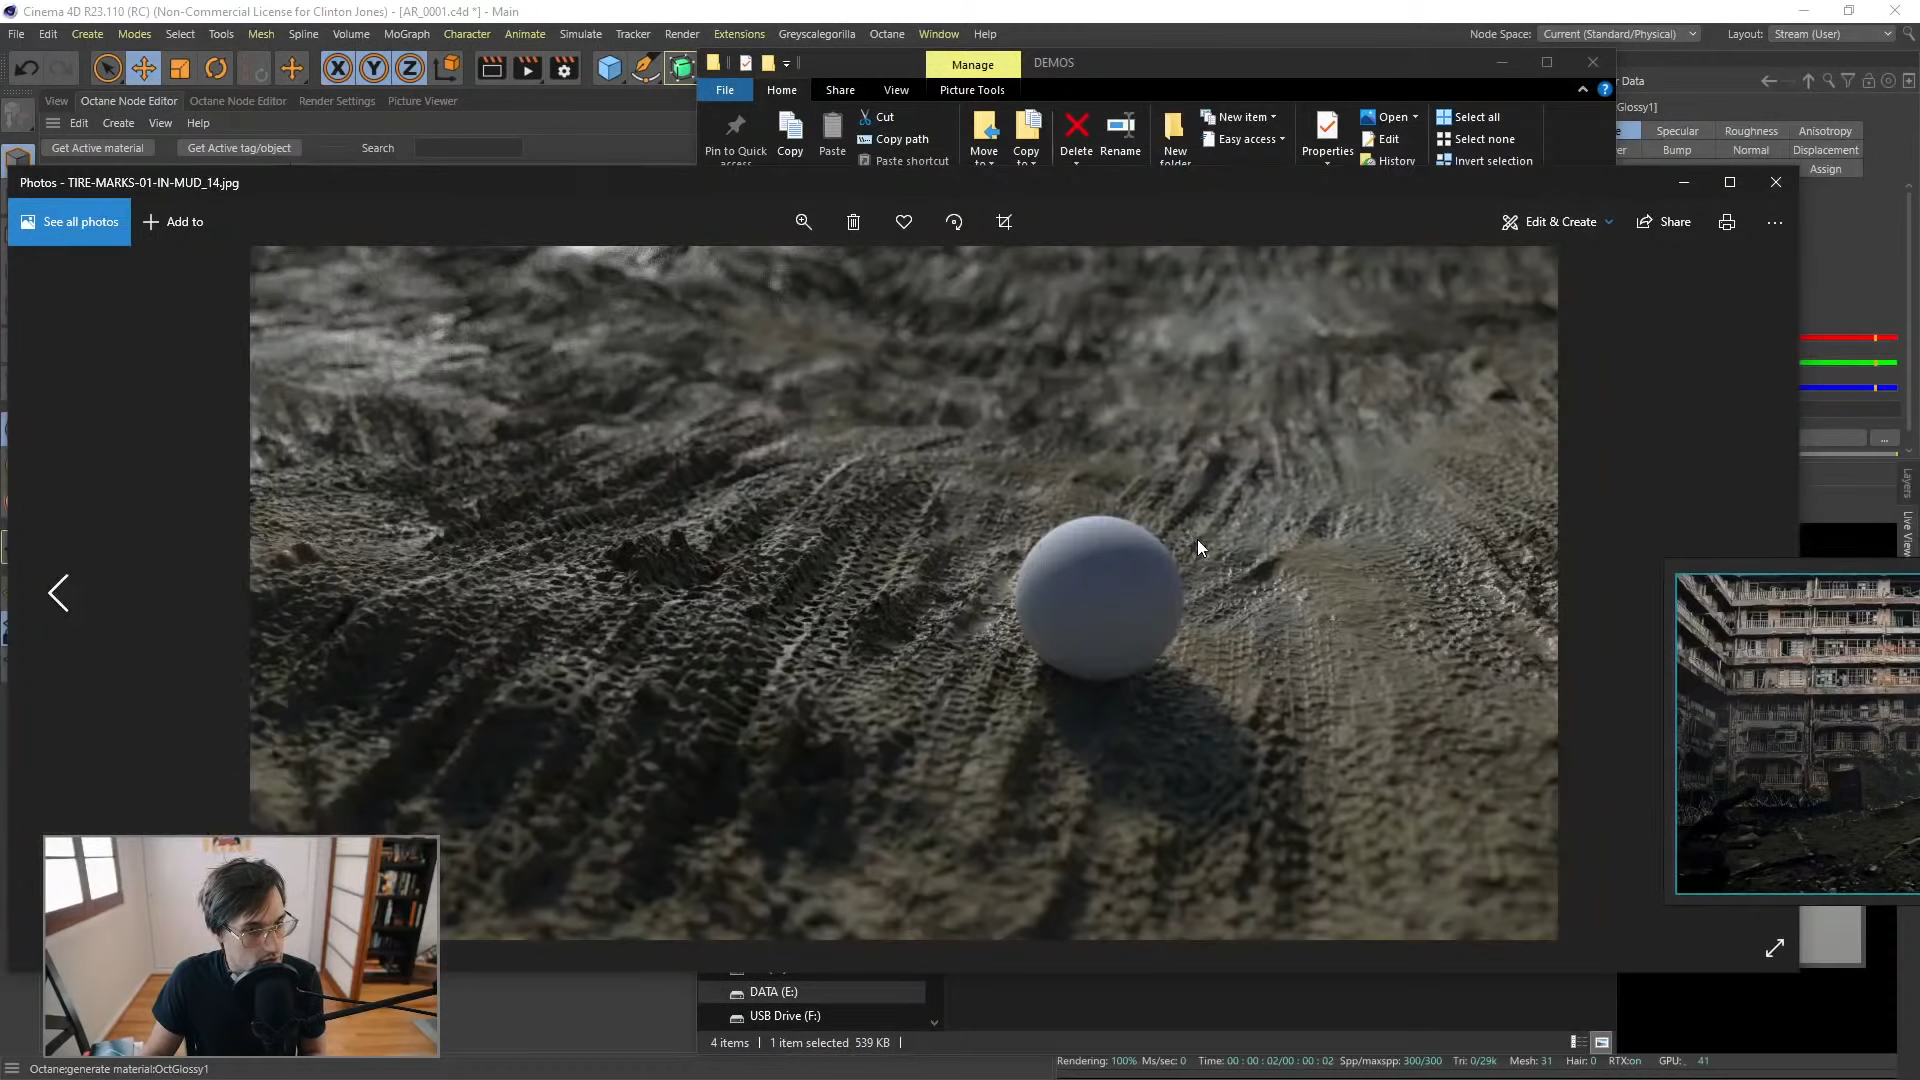 Cinema 4D R23.110 (RC) (Non-Commercial License for Clinton Jones) - [AR_0001.c4d *] - Main
File Edit Create Modes Select Tools Mesh Spline Volume MoGraph Character Animate Simulate Tracker Render Extensions Greyscalegorilla Octane Window Help
Node Space: Current (Standard/Physical) Layout: Stream (User)
X Y Z
Manage DEMOS
File Home Share View Picture Tools
View Octane Node Editor Octane Node Editor Render Settings Picture Viewer
Edit Create View Help
Get Active material Get Active tag/object Search
Pin to Quick access
Copy
Paste
Cut
Copy path
Paste shortcut
Move to
Copy to
Delete
Rename
New folder
New item
Easy access
Properties
Open
Edit
History
Select all
Select none
Invert selection
r Data
Glossy1]
Specular Roughness Anisotropy
Bump Normal Displacement
Assign
...
Layers
Photos - TIRE-MARKS-01-IN-MUD_14.jpg
See all photos Add to
Edit & Create Share
DATA (E:)
USB Drive (F:)
4 items 1 item selected 539 KB
Octane:generate material:OctGlossy1
Rendering: 100% Ms/sec: 0 Time: 00 : 00 : 02/00 : 00 : 02 Spp/maxspp: 300/300 Tri: 0/29k Mesh: 31 Hair: 0 RTX:on GPU: 41